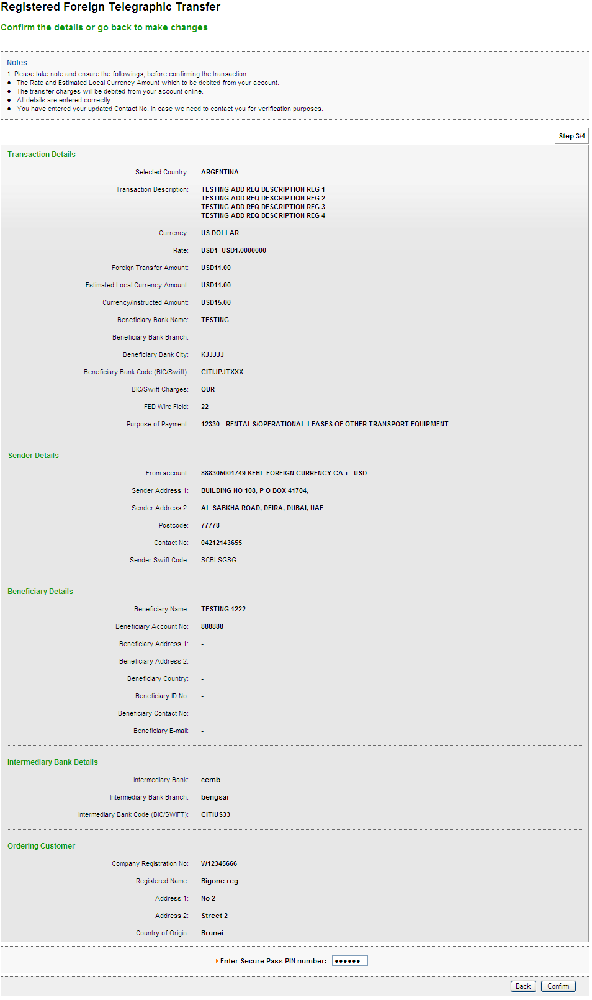 Registered Foreign Telegraphic Transfer
Confirm the details or go back to make changes
Notes
1. Please take note and ensure the followings, before confirming the transaction:
● The Rate and Estimated Local Currency Amount which to be debited from your account.
● The transfer charges will be debited from your account online.
● All details are entered correctly.
● You have entered your updated Contact No. in case we need to contact you for verification purposes.
Step 3/4
Transaction Details
Selected Country: ARGENTINA
Transaction Description: TESTING ADD REQ DESCRIPTION REG 1
TESTING ADD REQ DESCRIPTION REG 2
TESTING ADD REQ DESCRIPTION REG 3
TESTING ADD REQ DESCRIPTION REG 4
Currency: US DOLLAR
Rate: USD1=USD1.0000000
Foreign Transfer Amount: USD11.00
Estimated Local Currency Amount: USD11.00
Currency/Instructed Amount: USD15.00
Beneficiary Bank Name: TESTING
Beneficiary Bank Branch: -
Beneficiary Bank City: KJJJJJ
Beneficiary Bank Code (BIC/Swift): CITIJPJTXXX
BIC/Swift Charges: OUR
FED Wire Field: 22
Purpose of Payment: 12330 - RENTALS/OPERATIONAL LEASES OF OTHER TRANSPORT EQUIPMENT
Sender Details
From account: 888305001749 KFHL FOREIGN CURRENCY CA-i - USD
Sender Address 1: BUILDING NO 108, P O BOX 41704,
Sender Address 2: AL SABKHA ROAD, DEIRA, DUBAI, UAE
Postcode: 77778
Contact No: 04212143655
Sender Swift Code: SCBLSGSG
Beneficiary Details
Beneficiary Name: TESTING 1222
Beneficiary Account No: 888888
Beneficiary Address 1: -
Beneficiary Address 2: -
Beneficiary Country: -
Beneficiary ID No: -
Beneficiary Contact No: -
Beneficiary E-mail: -
Intermediary Bank Details
Intermediary Bank: cemb
Intermediary Bank Branch: bengsar
Intermediary Bank Code (BIC/SWIFT): CITIUS33
Ordering Customer
Company Registration No: W12345666
Registered Name: Bigone reg
Address 1: No 2
Address 2: Street 2
Country of Origin: Brunei
Enter Secure Pass PIN number: ●●●●●●
Back Confirm